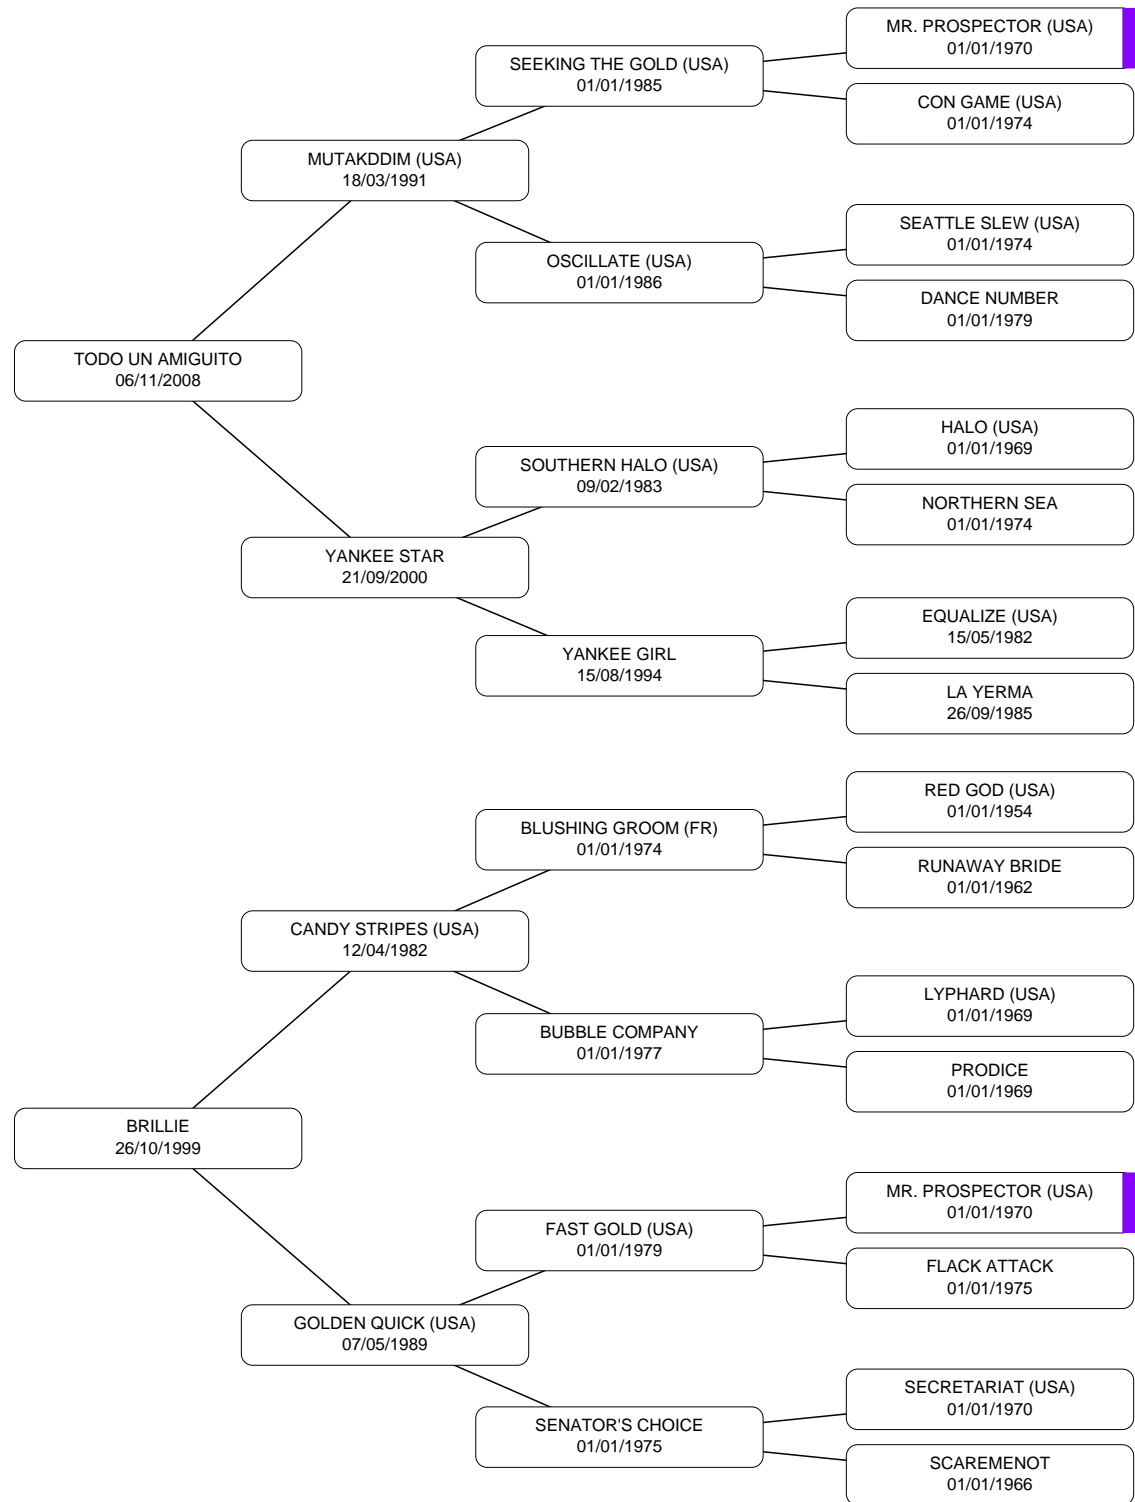 MR. PROSPECTOR (USA)
01/01/1970
SEEKING THE GOLD (USA)
01/01/1985
CON GAME (USA)
01/01/1974
MUTAKDDIM (USA)
18/03/1991
SEATTLE SLEW (USA)
01/01/1974
OSCILLATE (USA)
01/01/1986
DANCE NUMBER
01/01/1979
TODO UN AMIGUITO
06/11/2008
HALO (USA)
01/01/1969
SOUTHERN HALO (USA)
09/02/1983
NORTHERN SEA
01/01/1974
YANKEE STAR
21/09/2000
EQUALIZE (USA)
15/05/1982
YANKEE GIRL
15/08/1994
LA YERMA
26/09/1985
RED GOD (USA)
01/01/1954
BLUSHING GROOM (FR)
01/01/1974
RUNAWAY BRIDE
01/01/1962
CANDY STRIPES (USA)
12/04/1982
LYPHARD (USA)
01/01/1969
BUBBLE COMPANY
01/01/1977
PRODICE
01/01/1969
BRILLIE
26/10/1999
MR. PROSPECTOR (USA)
01/01/1970
FAST GOLD (USA)
01/01/1979
FLACK ATTACK
01/01/1975
GOLDEN QUICK (USA)
07/05/1989
SECRETARIAT (USA)
01/01/1970
SENATOR'S CHOICE
01/01/1975
SCAREMENOT
01/01/1966